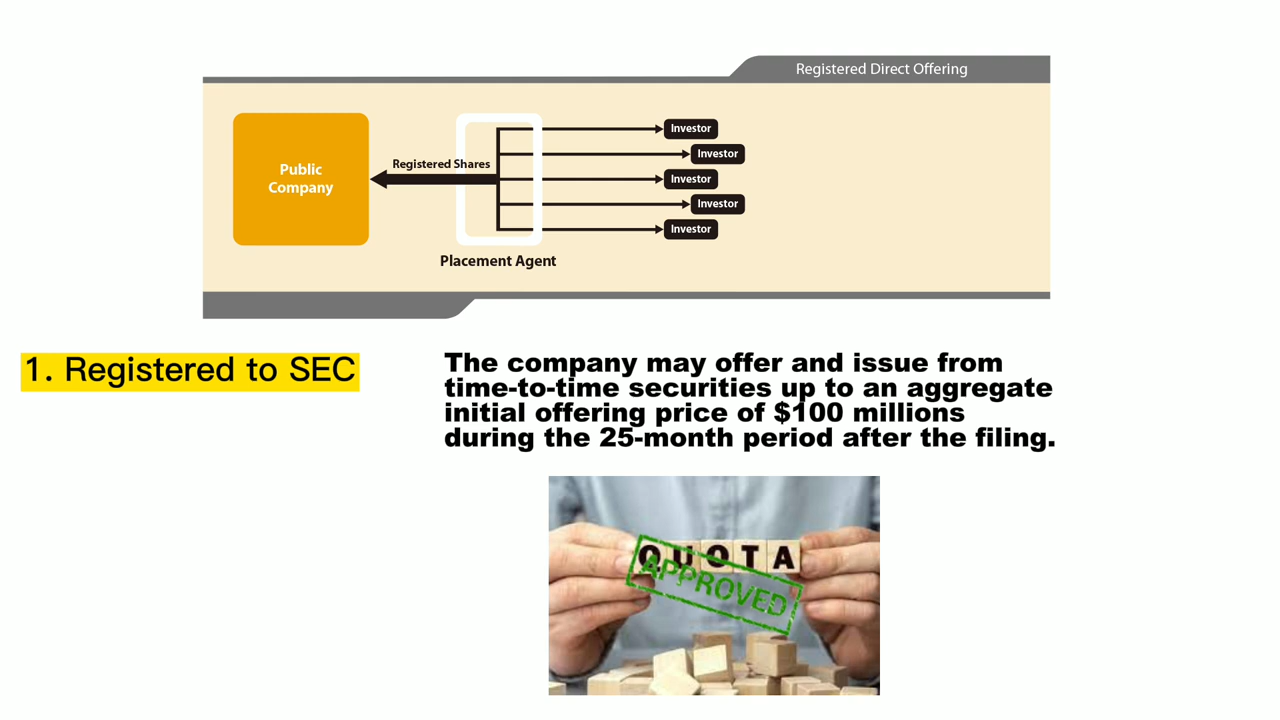 Registered Direct Offering
Public
Company
Registered Shares
Investor
Investor
Investor
Investor
Investor
Placement Agent
1. Registered to SEC
The company may offer and issue from
time-to-time securities up to an aggregate
initial offering price of $100 millions
during the 25-month period after the filing.
QUOTA
APPROVED